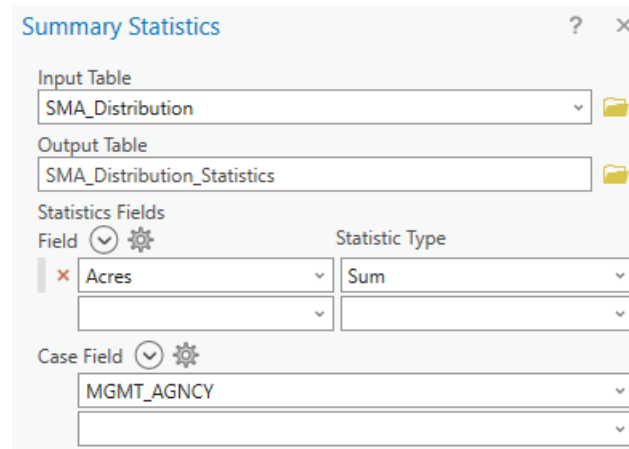 Summary Statistics ?
Input Table
SMA_Distribution
Output Table
SMA_Distribution_Statistics
Statistics Fields
Field Statistic Type
Acres Sum
Case Field
MGMT_AGNCY